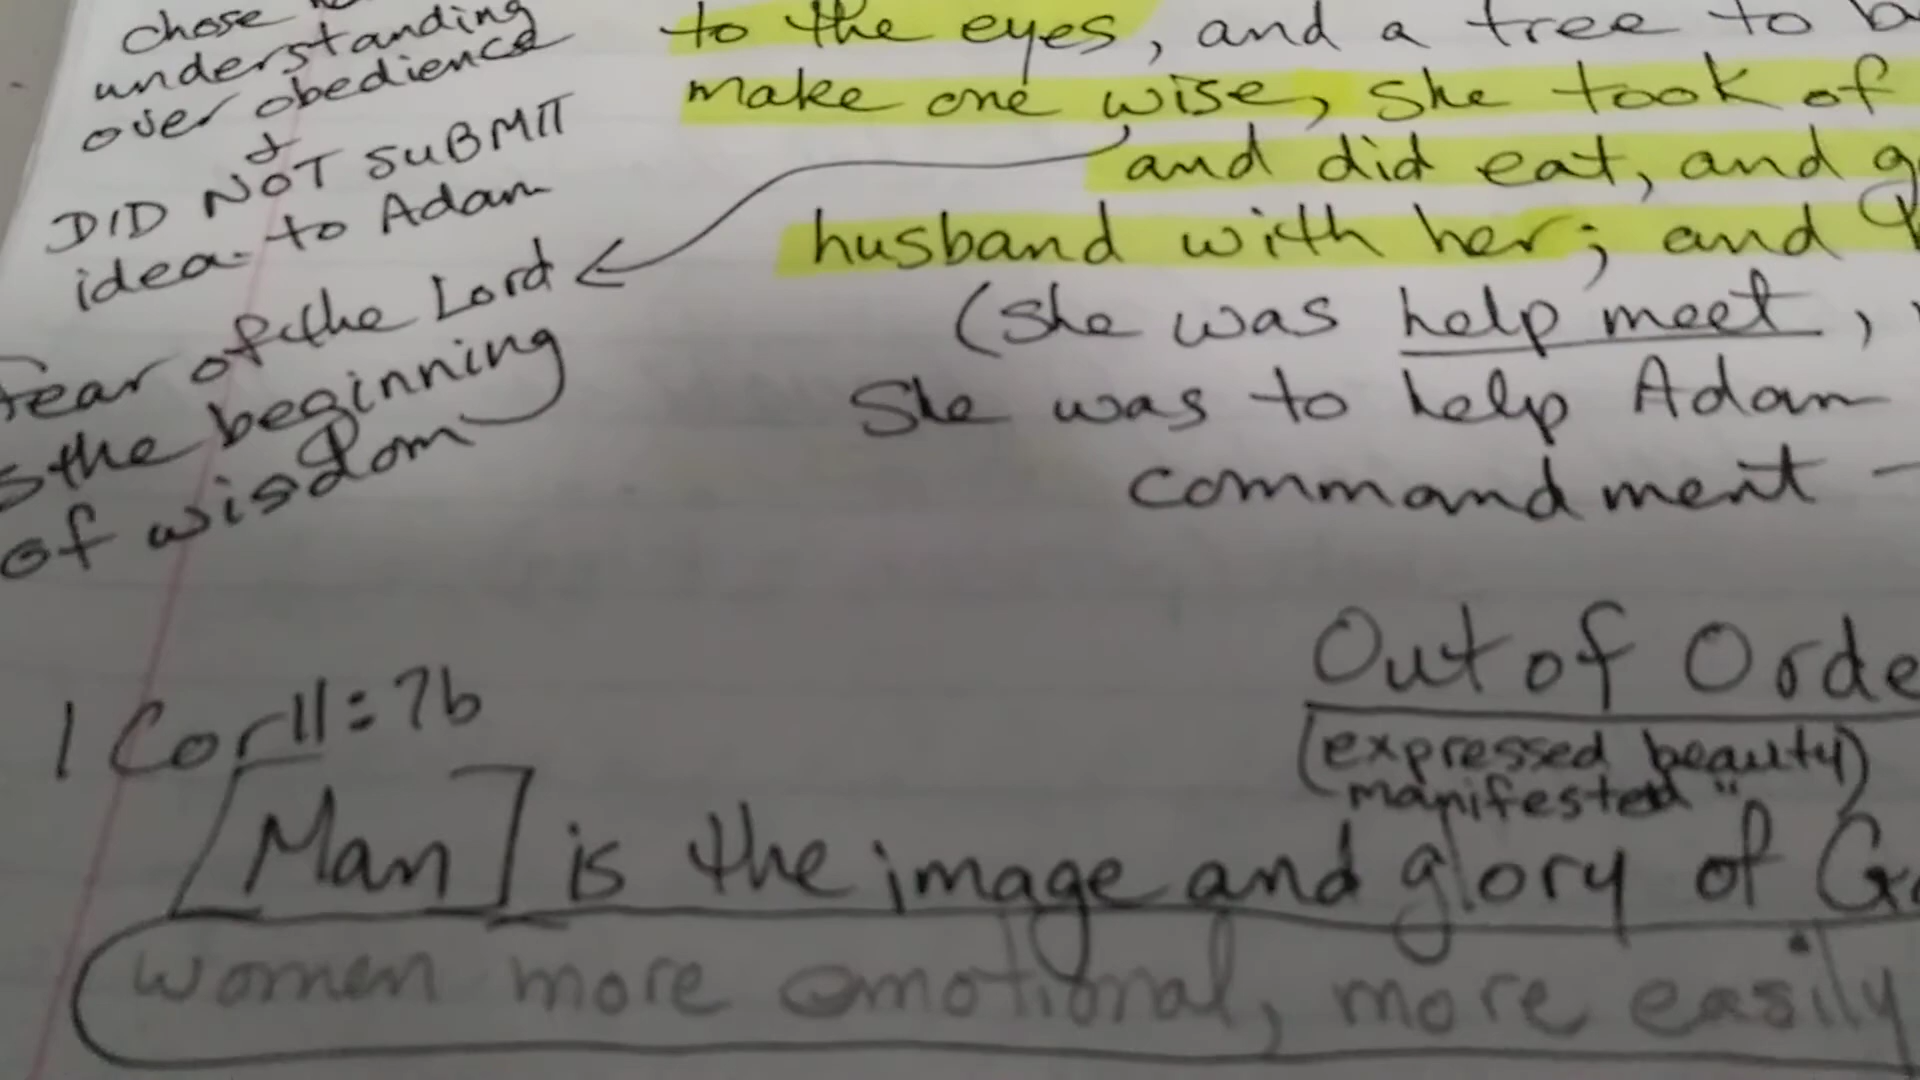 chose
understanding
over obedience
&
DID NOT SUBMIT
idea to Adam
Fear of the Lord
is the beginning
of wisdom
to the eyes, and a tree to b
make one wise, she took of
and did eat, and g
husband with her; and
(she was help meet,
She was to help Adam
commandment -
Out of Orde
1 Cor 11:7b
(expressed beauty)
manifested "
[Man] is the image and glory of G
women more emotional, more easily